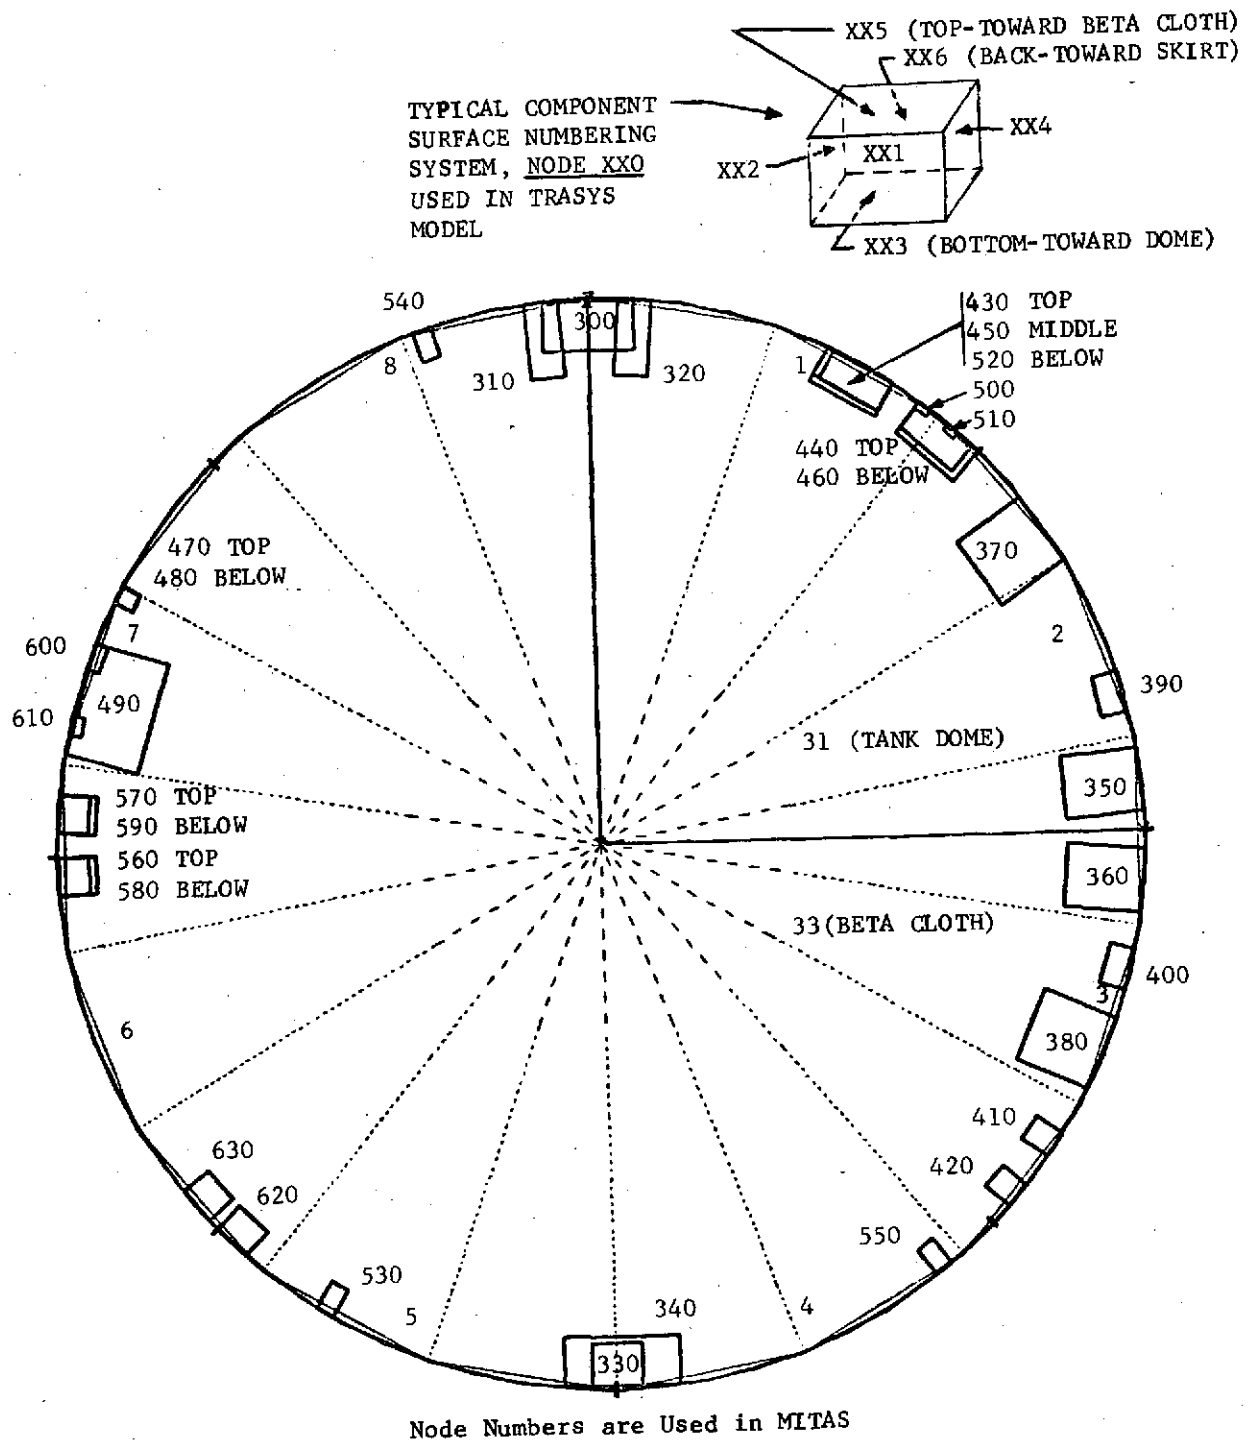 XX5 (TOP-TOWARD BETA CLOTH)
XX6 (BACK-TOWARD SKIRT)
TYPICAL COMPONENT
SURFACE NUMBERING
SYSTEM, NODE XX0
USED IN TRASYS
MODEL
XX4
XX2
XX1
XX3 (BOTTOM-TOWARD DOME)
540
300
430 TOP
450 MIDDLE
520 BELOW
8
310
320
1
500
510
440 TOP
460 BELOW
470 TOP
480 BELOW
370
600
7
2
490
390
610
31 (TANK DOME)
570 TOP
590 BELOW
350
560 TOP
580 BELOW
360
33(BETA CLOTH)
400
3
6
380
410
630
420
620
550
530
5
340
4
330
Node Numbers are Used in MITAS